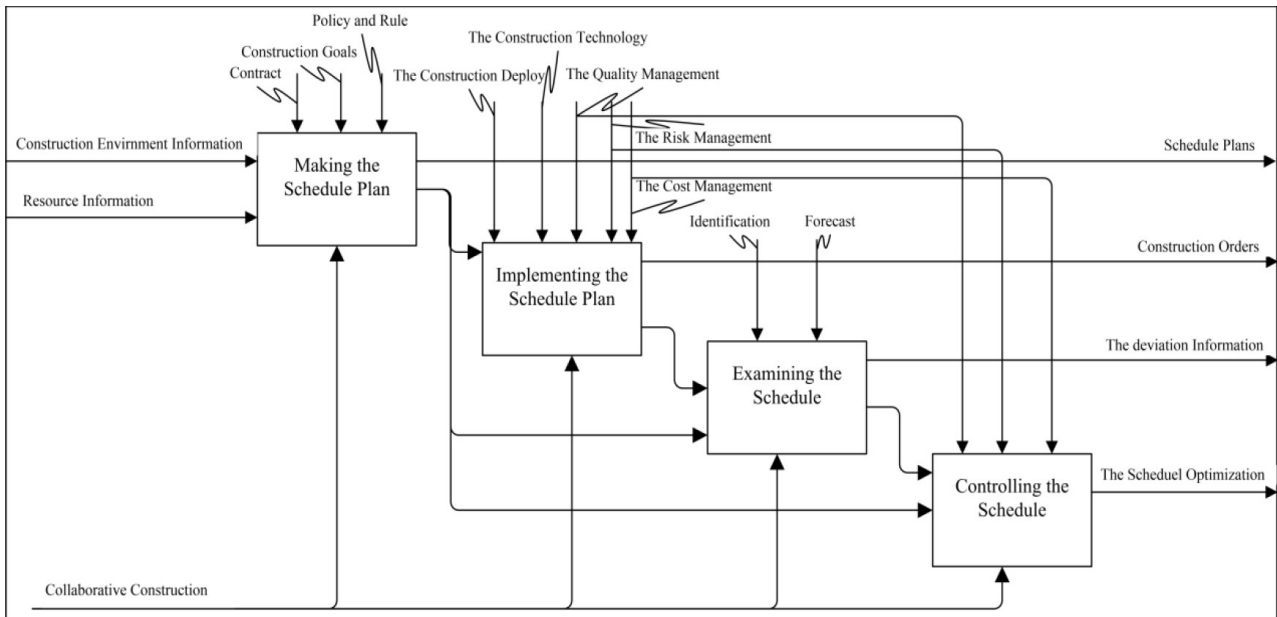 Policy and Rule
The Construction Technology
Construction Goals
Contract
The Construction Deploy
The Quality Management
Construction Envirnment Information
Making the
Schedule Plan
The Risk Management
Schedule Plans
Resource Information
The Cost Management
Identification
Forecast
Implementing the
Schedule Plan
Construction Orders
Examining the
Schedule
The deviation Information
Controlling the
Schedule
The Scheduel Optimization
Collaborative Construction